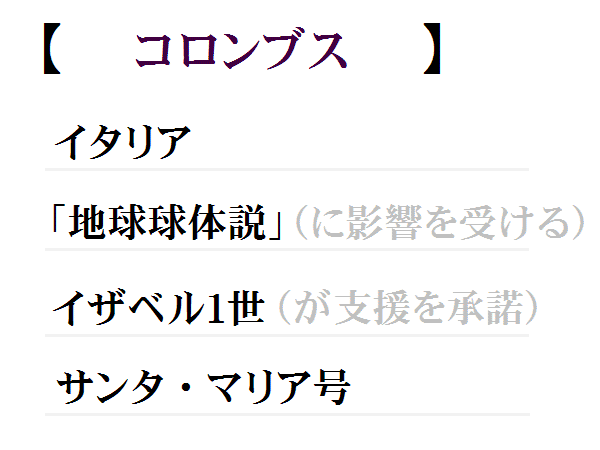 【 コロンブス 】
イタリア
「地球球体説」（に影響を受ける）
イザベル1世（が支援を承諾）
サンタ・マリア号